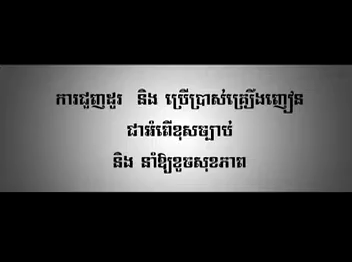 ការជួញដូរ និង ប្រើប្រាស់គ្រឿងញៀន
ជាអំពើខុសច្បាប់
និង នាំឱ្យខូចសុខភាព